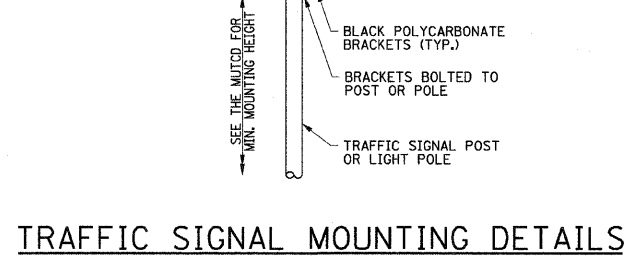 BLACK POLYCARBONATE
BRACKETS (TYP.)
SEE THE MUTCD FOR
MIN. MOUNTING HEIGHT
BRACKETS BOLTED TO
POST OR POLE
TRAFFIC SIGNAL POST
OR LIGHT POLE
TRAFFIC SIGNAL MOUNTING DETAILS